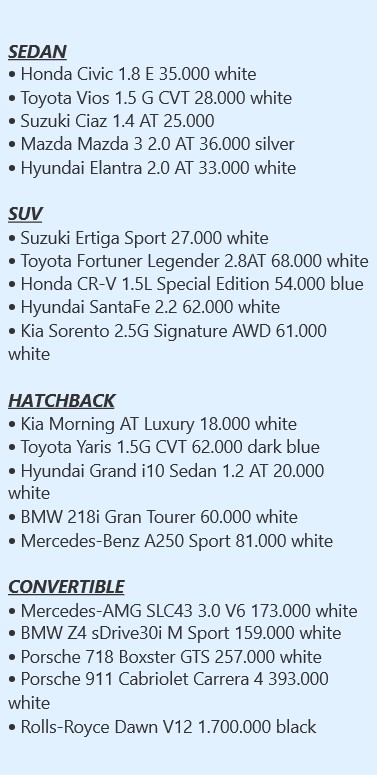 SEDAN
• Honda Civic 1.8 E 35.000 white
• Toyota Vios 1.5 G CVT 28.000 white
• Suzuki Ciaz 1.4 AT 25.000
• Mazda Mazda 3 2.0 AT 36.000 silver
• Hyundai Elantra 2.0 AT 33.000 white
SUV
• Suzuki Ertiga Sport 27.000 white
• Toyota Fortuner Legender 2.8AT 68.000 white
• Honda CR-V 1.5L Special Edition 54.000 blue
• Hyundai SantaFe 2.2 62.000 white
• Kia Sorento 2.5G Signature AWD 61.000
white
HATCHBACK
• Kia Morning AT Luxury 18.000 white
• Toyota Yaris 1.5G CVT 62.000 dark blue
• Hyundai Grand i10 Sedan 1.2 AT 20.000
white
• BMW 218i Gran Tourer 60.000 white
• Mercedes-Benz A250 Sport 81.000 white
CONVERTIBLE
• Mercedes-AMG SLC43 3.0 V6 173.000 white
• BMW Z4 sDrive30i M Sport 159.000 white
• Porsche 718 Boxster GTS 257.000 white
• Porsche 911 Cabriolet Carrera 4 393.000
white
• Rolls-Royce Dawn V12 1.700.000 black